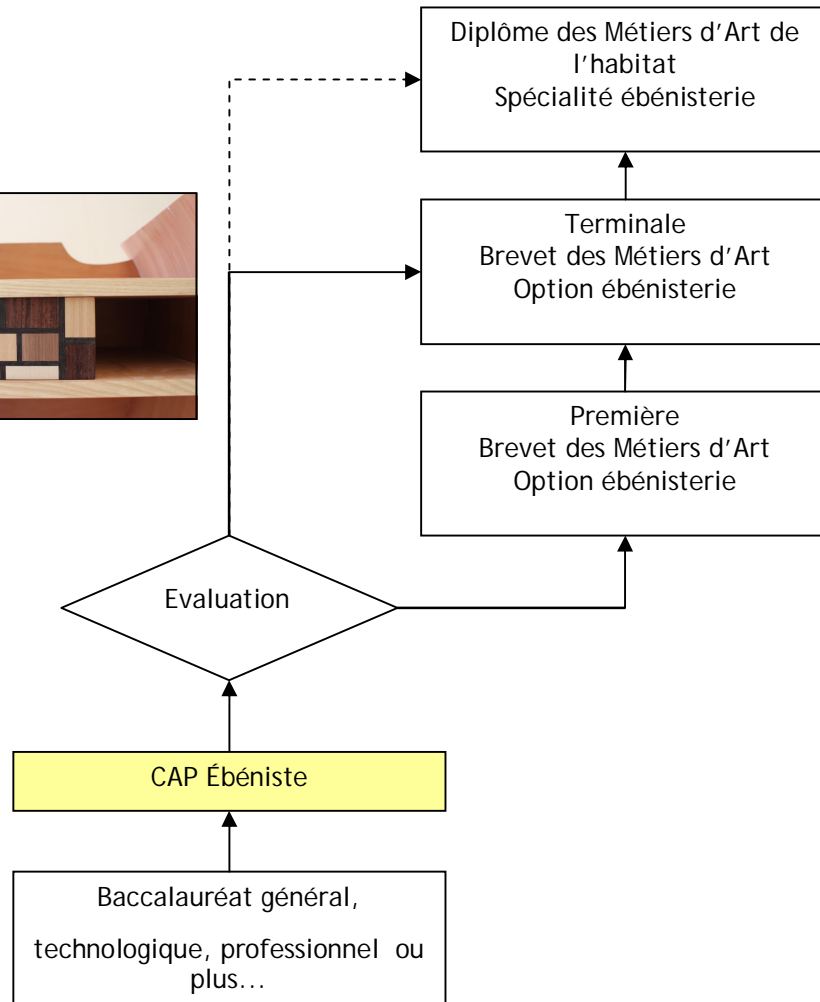 Diplôme des Métiers d'Art de
l'habitat
Spécialité ébénisterie
Terminale
Brevet des Métiers d'Art
Option ébénisterie
Première
Brevet des Métiers d'Art
Option ébénisterie
Evaluation
CAP Ébéniste
Baccalauréat général,
technologique, professionnel ou
plus...